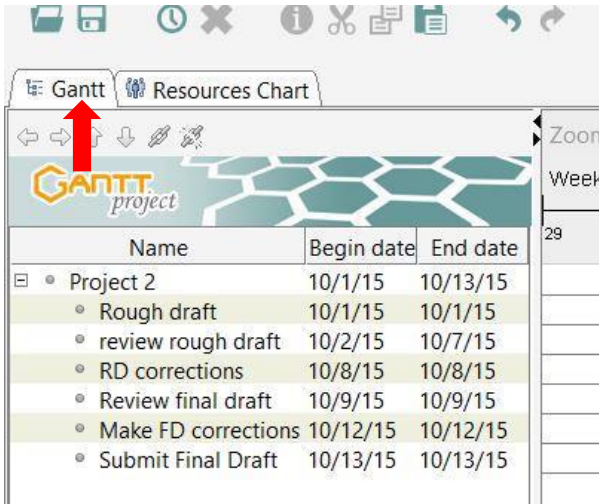 Gantt Resources Chart
Zoom
GANTT project
Week
29
Name Begin date End date
Project 2 10/1/15 10/13/15
Rough draft 10/1/15 10/1/15
review rough draft 10/2/15 10/7/15
RD corrections 10/8/15 10/8/15
Review final draft 10/9/15 10/9/15
Make FD corrections 10/12/15 10/12/15
Submit Final Draft 10/13/15 10/13/15